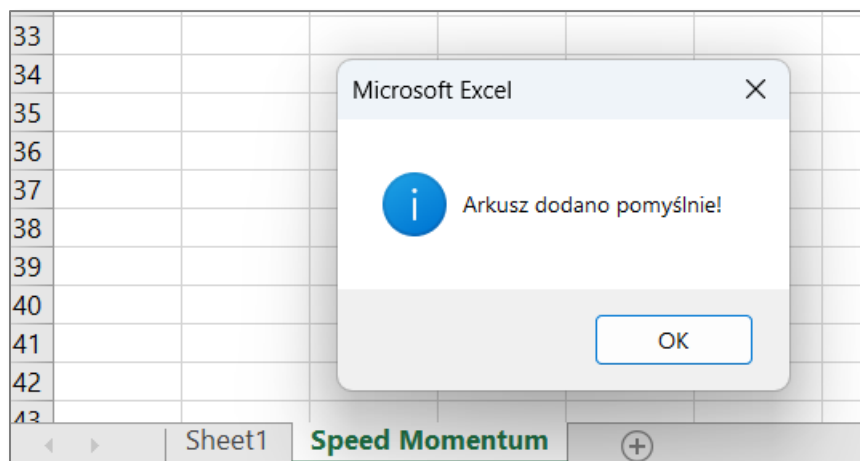 33
34
35
36
37
38
39
40
41
42
43
Microsoft Excel
Arkusz dodano pomyślnie!
OK
Sheet1 Speed Momentum